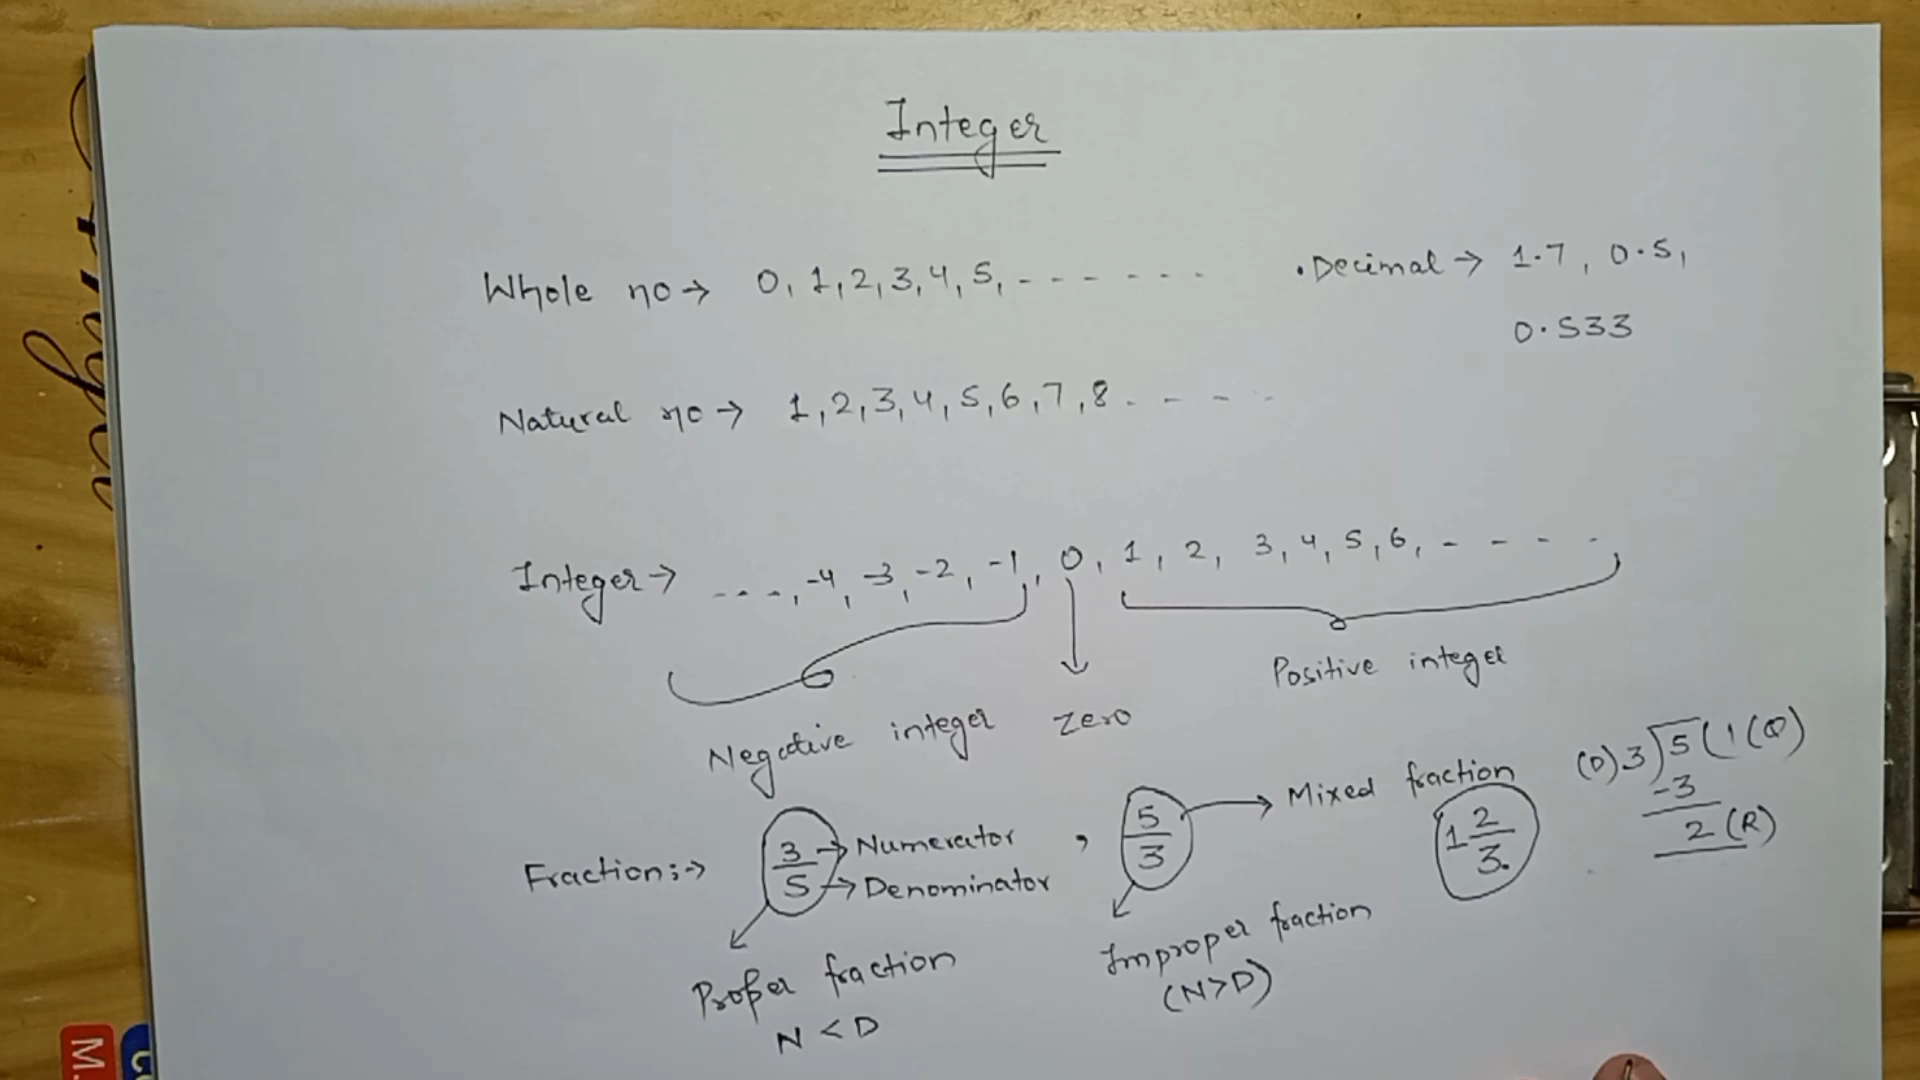 Integer
Whole no → 0, 1, 2, 3, 4, 5, - - - - - -
• Decimal → 1.7, 0.5,
0.533
Natural no → 1, 2, 3, 4, 5, 6, 7, 8 - - - -
Integer → - - -, -4, -3, -2, -1, 0, 1, 2, 3, 4, 5, 6, - - - -
Negative integer
Zero
Positive integer
Fraction :→ 3/5 → Numerator
→ Denominator
, 5/3 → Mixed fraction
1 2/3.
(D) 3) 5 ( 1 (Q)
-3
2 (R)
Proper fraction
N < D
Improper fraction
(N>D)
M.